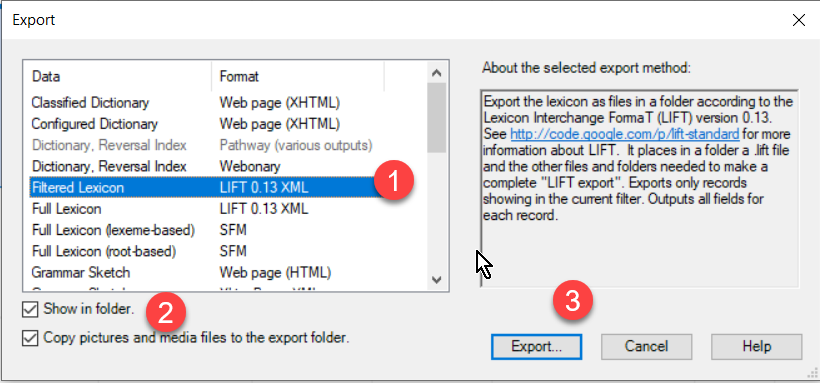 Export
Data Format
Classified Dictionary Web page (XHTML)
Configured Dictionary Web page (XHTML)
Dictionary, Reversal Index Pathway (various outputs)
Dictionary, Reversal Index Webonary
Filtered Lexicon LIFT 0.13 XML
1
Full Lexicon LIFT 0.13 XML
Full Lexicon (lexeme-based) SFM
Full Lexicon (root-based) SFM
Grammar Sketch Web page (HTML)
Show in folder.
2
Copy pictures and media files to the export folder.
About the selected export method:
Export the lexicon as files in a folder according to the
Lexicon Interchange FormaT (LIFT) version 0.13.
See http://code.google.com/p/lift-standard for more
information about LIFT. It places in a folder a .lift file
and the other files and folders needed to make a
complete "LIFT export". Exports only records
showing in the current filter. Outputs all fields for
each record.
3
Export... Cancel Help